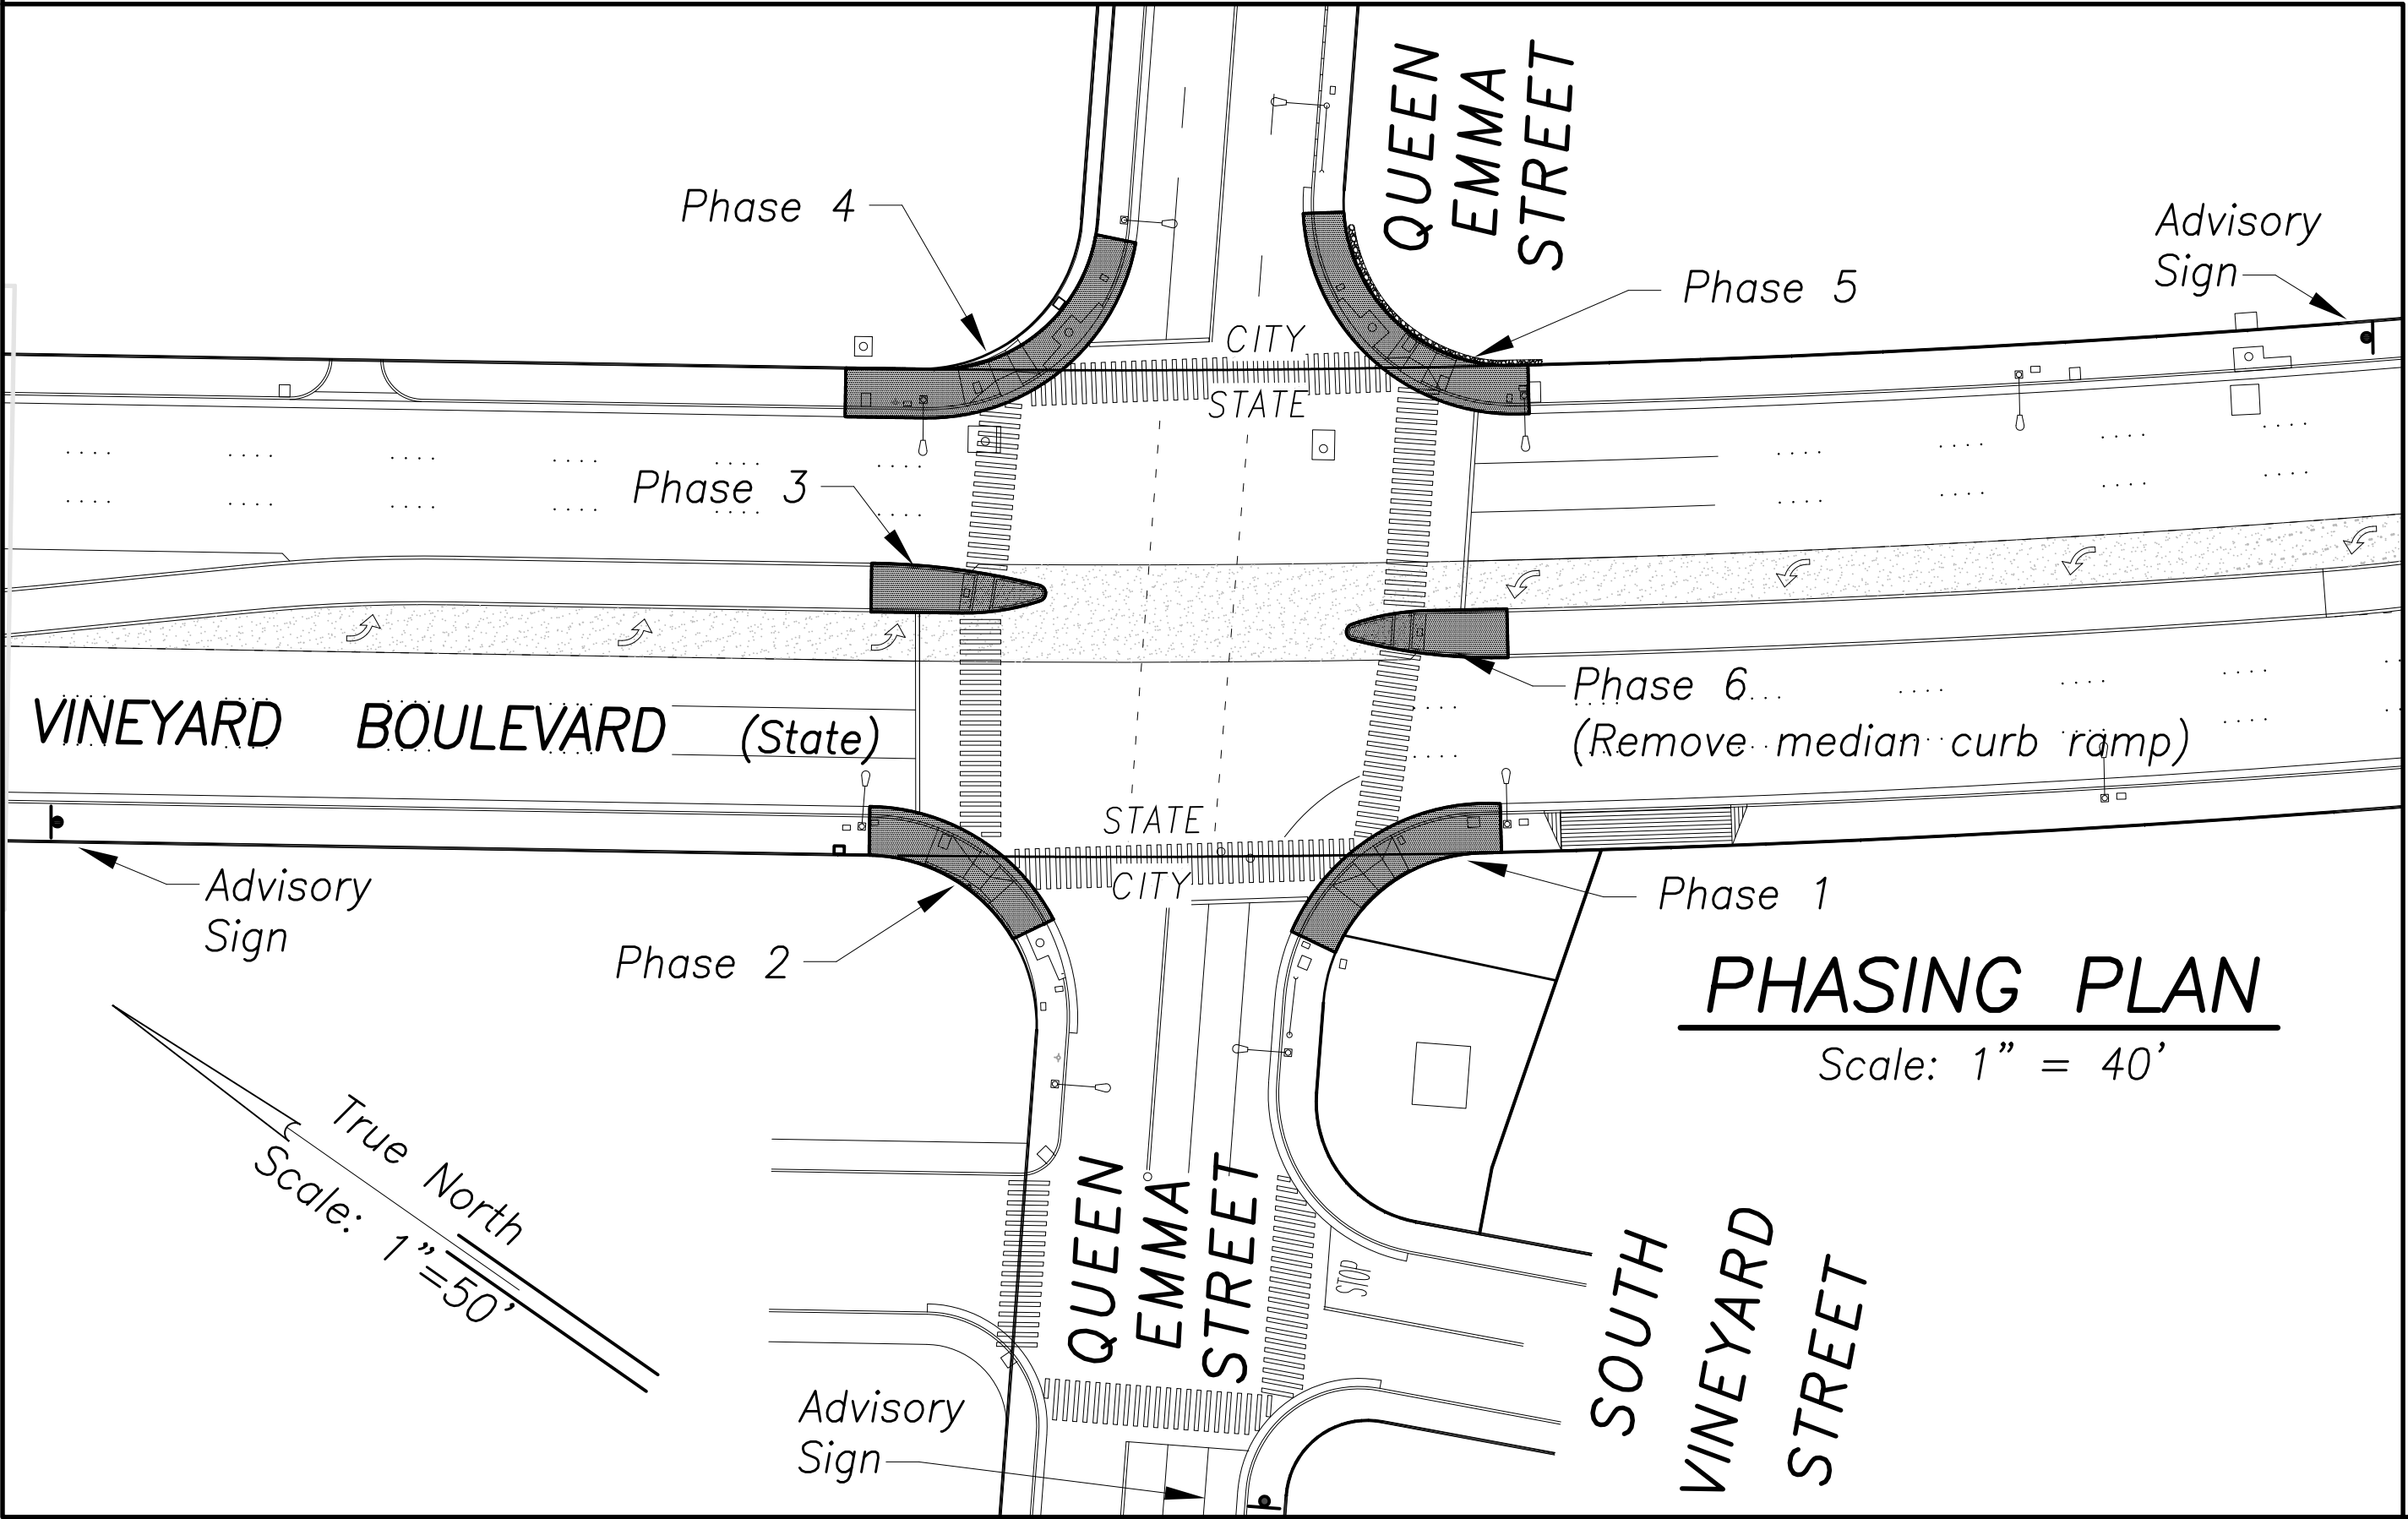 QUEEN
EMMA
STREET
Phase 4
Advisory
Sign
Phase 5
CITY
STATE
Phase 3
Phase 6
(Remove median curb ramp)
VINEYARD BOULEVARD (State)
STATE
CITY
Advisory
Sign
Phase 2
Phase 1
PHASING PLAN
Scale: 1" = 40'
True North
Scale: 1"=50'
QUEEN
EMMA
STREET
STOP
SOUTH
VINEYARD
STREET
Advisory
Sign